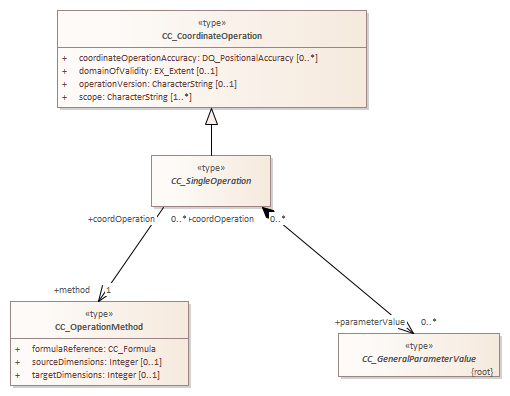 «type»
CC_CoordinateOperation
+ coordinateOperationAccuracy: DQ_PositionalAccuracy [0..*]
+ domainOfValidity: EX_Extent [0..1]
+ operationVersion: CharacterString [0..1]
+ scope: CharacterString [1..*]
«type»
CC_SingleOperation
+coordOperation 0..* +coordOperation 0..*
+method 1
+parameterValue 0..*
«type»
CC_OperationMethod
+ formulaReference: CC_Formula
+ sourceDimensions: Integer [0..1]
+ targetDimensions: Integer [0..1]
«type»
CC_GeneralParameterValue
{root}